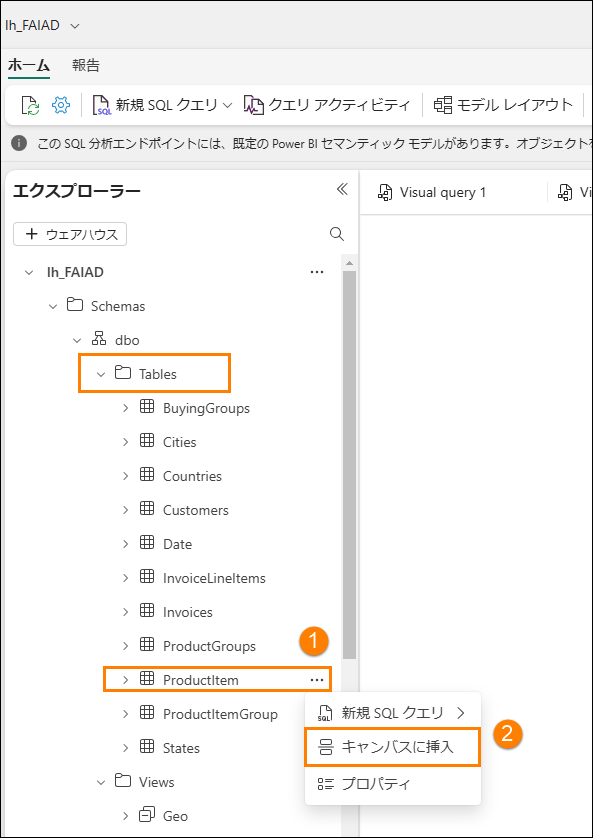 lh_FAIAD
ホーム 報告
新規 SQL クエリ クエリ アクティビティ モデル レイアウト
この SQL 分析エンドポイントには、既定の Power BI セマンティック モデルがあります。オブジェクトを
エクスプローラー
Visual query 1
+ ウェアハウス
lh_FAIAD
Schemas
dbo
Tables
BuyingGroups
Cities
Countries
Customers
Date
InvoiceLineItems
Invoices
ProductGroups
1
ProductItem
新規 SQL クエリ
ProductItemGroup
キャンバスに挿入
2
States
プロパティ
Views
Geo